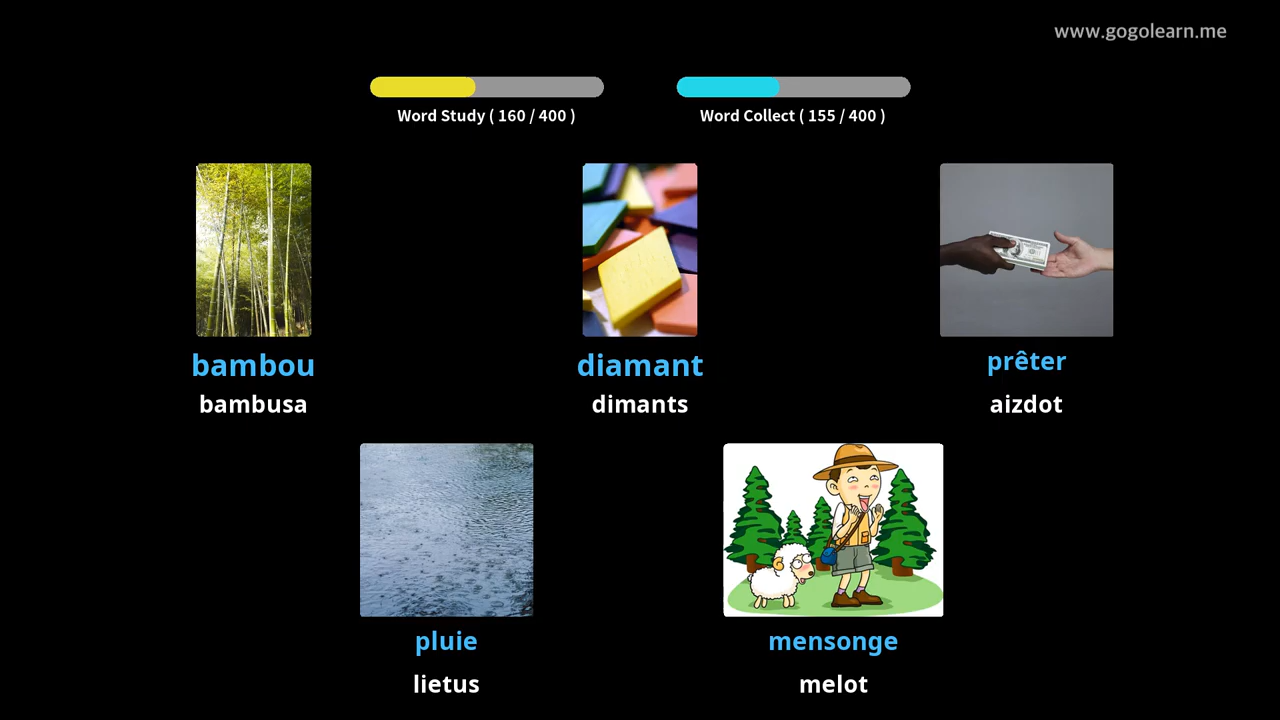 www.gogolearn.me
Word Study ( 160 / 400 )
Word Collect ( 155 / 400 )
bambou
bambusa
diamant
dimants
prêter
aizdot
pluie
lietus
mensonge
melot